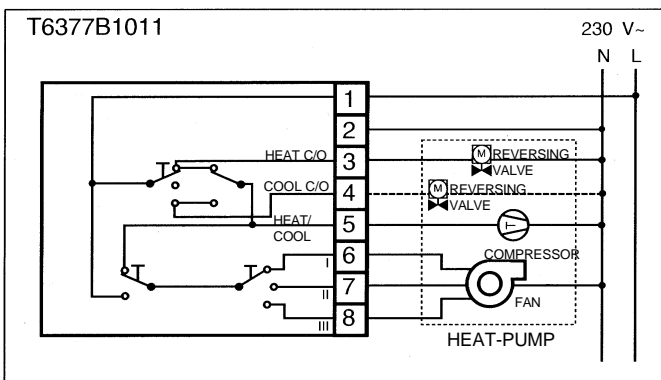 T6377B1011
230 V~
N L
1
2
HEAT C/O 3
M REVERSING
VALVE
COOL C/O 4
M REVERSING
VALVE
HEAT/
COOL
5
T
T
T
T
COMPRESSOR
I 6
II 7
III 8
FAN
HEAT-PUMP